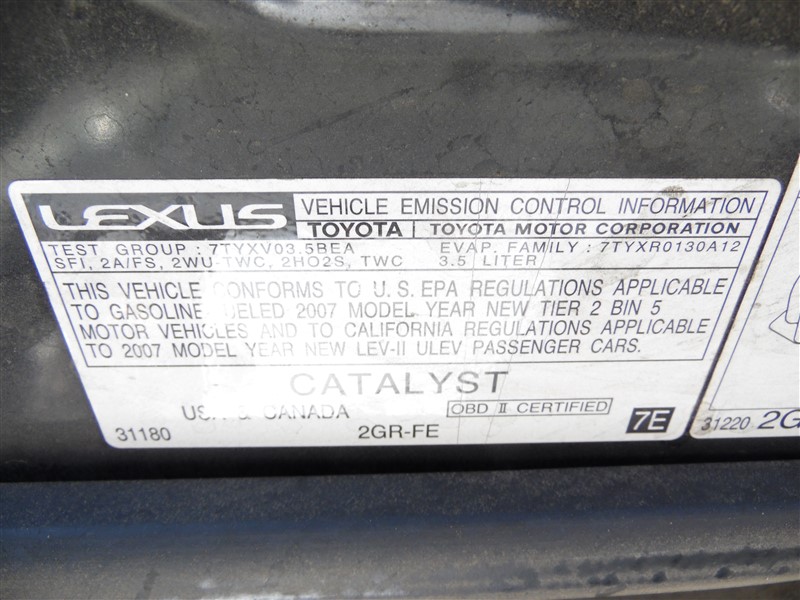 LEXUS VEHICLE EMISSION CONTROL INFORMATION
TOYOTA TOYOTA MOTOR CORPORATION
TEST GROUP : 7TYXV03.5BEA EVAP. FAMILY : 7TYXR0130A12
SFI, 2A/FS, 2WU-TWC, 2HO2S, TWC 3.5 LITER
THIS VEHICLE CONFORMS TO U.S. EPA REGULATIONS APPLICABLE
TO GASOLINE FUELED 2007 MODEL YEAR NEW TIER 2 BIN 5
MOTOR VEHICLES AND TO CALIFORNIA REGULATIONS APPLICABLE
TO 2007 MODEL YEAR NEW LEV-II ULEV PASSENGER CARS.
CATALYST
USA & CANADA OBD II CERTIFIED
31180 2GR-FE 7E
31220 2G